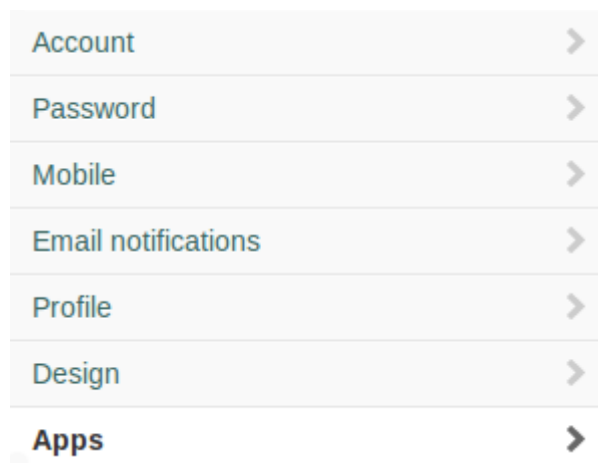 Account
Password
Mobile
Email notifications
Profile
Design
Apps